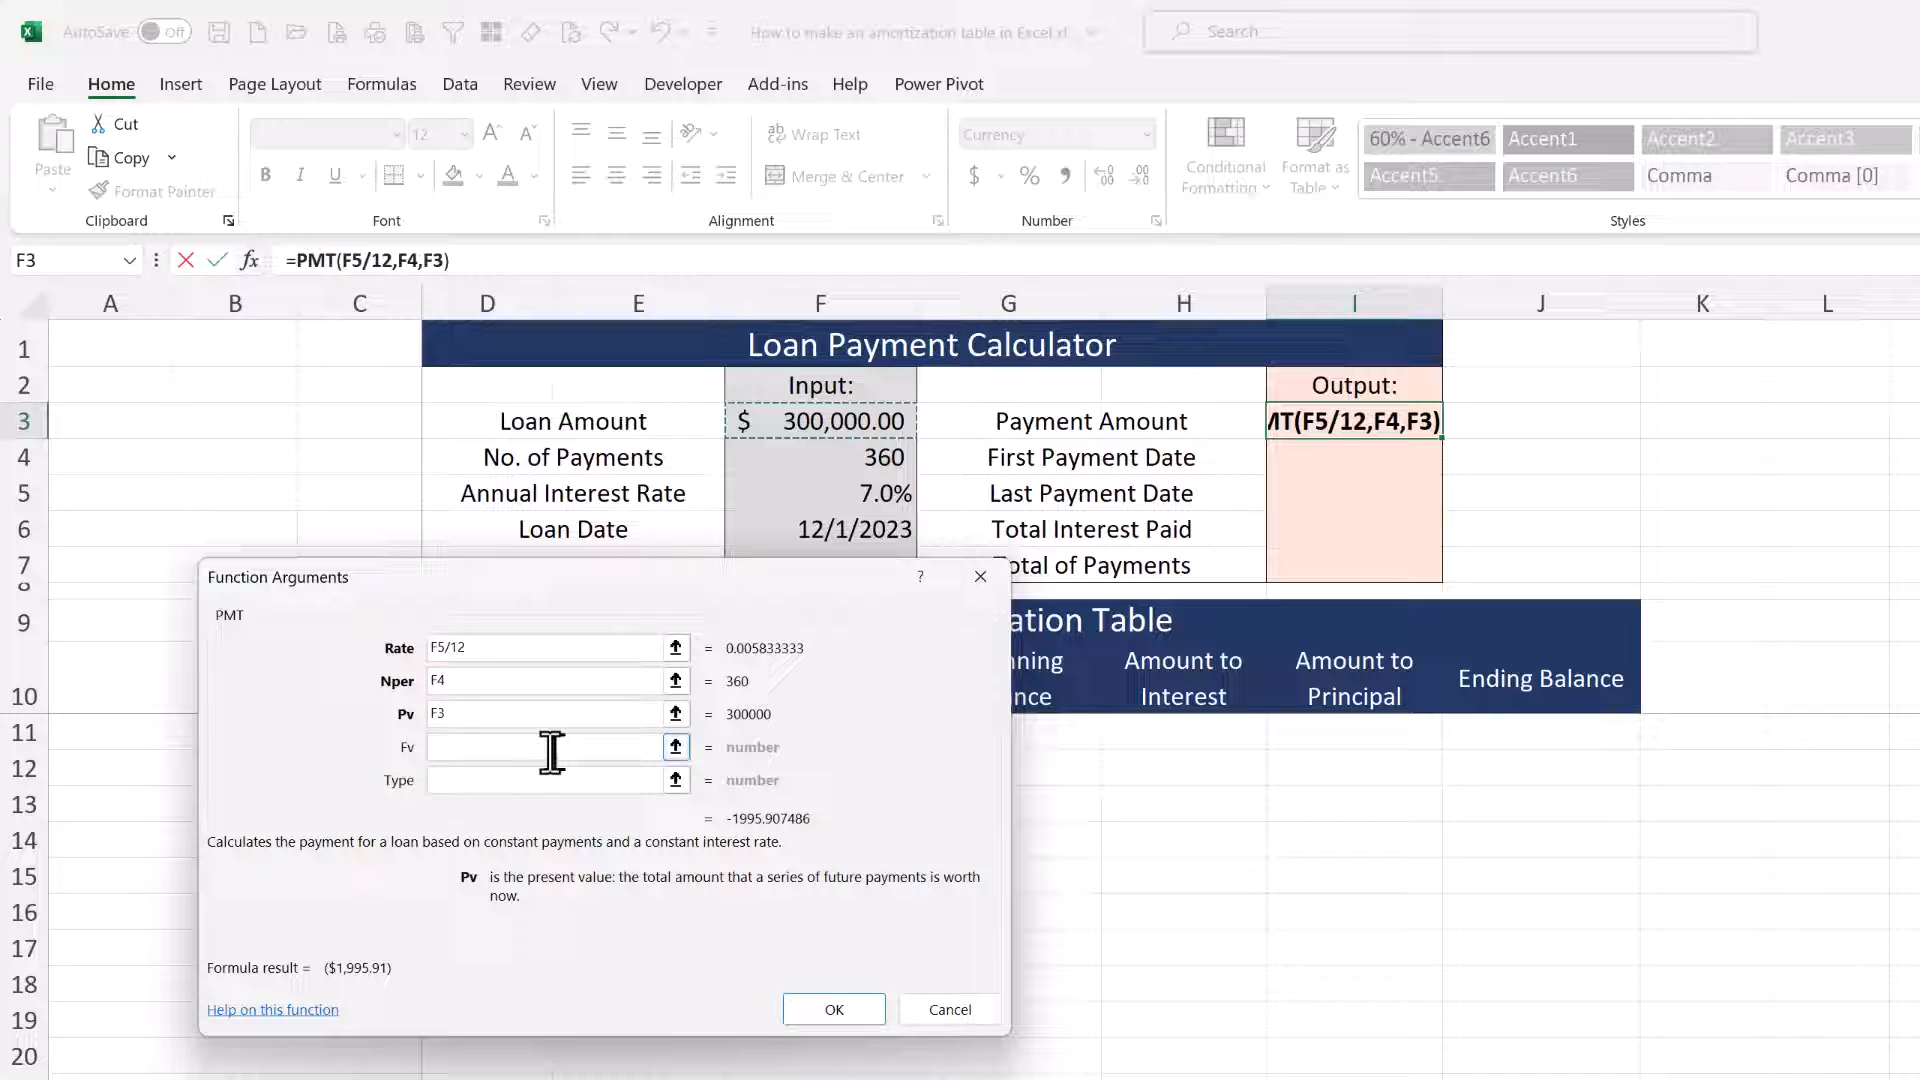 AutoSave Off How to make an amortization table in Excel Search
File Home Insert Page Layout Formulas Data Review View Developer Add-ins Help Power Pivot
Paste Cut Copy Format Painter
Clipboard
12 A A
B I U A
Font
ab Wrap Text
Merge & Center
Alignment
Currency
$ % 9 .00 .00
Number
Conditional Formatting
Format as Table
60% - Accent6 Accent1 Accent2 Accent3
Accent5 Accent6 Comma Comma [0]
Styles
F3 fx =PMT(F5/12,F4,F3)
A B C D E F G H I J K L
1 Loan Payment Calculator
2 Input: Output:
3 Loan Amount $ 300,000.00 Payment Amount MT(F5/12,F4,F3)
4 No. of Payments 360 First Payment Date
5 Annual Interest Rate 7.0% Last Payment Date
6 Loan Date 12/1/2023 Total Interest Paid
7 otal of Payments
8
9 ation Table
10 nning nce Amount to Interest Amount to Principal Ending Balance
11
12
13
14
15
16
17
18
19
20
Function Arguments ?
PMT
Rate F5/12 = 0.005833333
Nper F4 = 360
Pv F3 = 300000
Fv = number
Type = number
= -1995.907486
Calculates the payment for a loan based on constant payments and a constant interest rate.
Pv is the present value: the total amount that a series of future payments is worth
now.
Formula result = ($1,995.91)
Help on this function OK Cancel